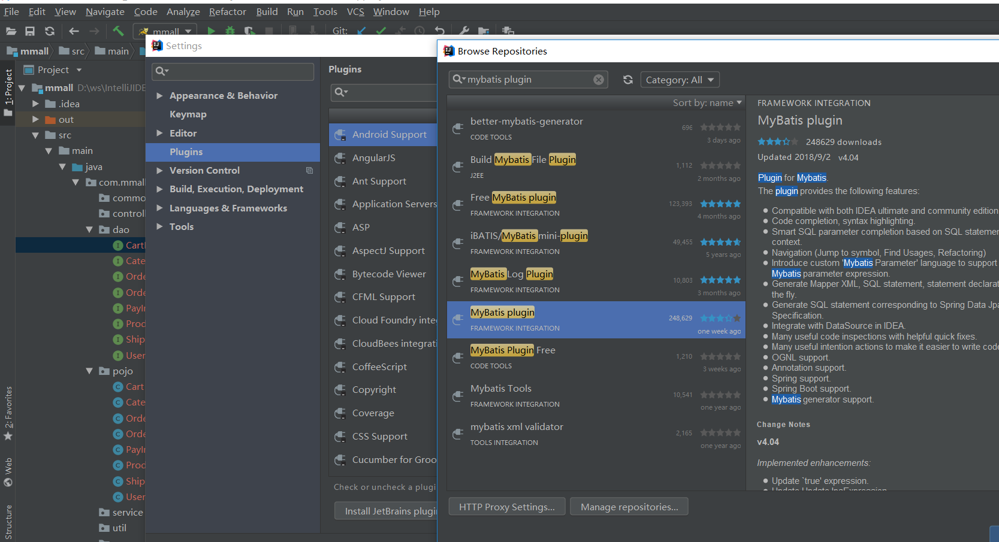 File Edit View Navigate Code Analyze Refactor Build Run Tools VCS Window Help
mmall Git:
mmall src main
Settings
Browse Repositories
1: Project
2: Favorites
Web
Structure
Project
mmall D:\ws\IntelliJIDE
.idea
out
src
main
java
com.mmall
commo
control
dao
Cart
Cate
Orde
Orde
PayIn
Prod
Ship
User
pojo
Cart
Cate
Orde
Orde
PayIn
Prod
Ship
User
service
util
Appearance & Behavior
Keymap
Editor
Plugins
Version Control
Build, Execution, Deployment
Languages & Frameworks
Tools
Plugins
Android Support
AngularJS
Ant Support
Application Servers
ASP
AspectJ Support
Bytecode Viewer
CFML Support
Cloud Foundry inte
CloudBees integrati
CoffeeScript
Copyright
Coverage
CSS Support
Cucumber for Groo
Check or uncheck a plugi
Install JetBrains plugi
mybatis plugin
Category: All
Sort by: name
better-mybatis-generator 696
CODE TOOLS 3 days ago
Build Mybatis File Plugin 1,112
J2EE 2 months ago
Free MyBatis plugin 123,393
FRAMEWORK INTEGRATION 4 months ago
iBATIS/MyBatis mini-plugin 49,455
FRAMEWORK INTEGRATION 5 years ago
MyBatis Log Plugin 10,803
FRAMEWORK INTEGRATION 3 months ago
MyBatis plugin 248,629
FRAMEWORK INTEGRATION one week ago
MyBatis Plugin Free 1,210
CODE TOOLS 3 weeks ago
Mybatis Tools 10,541
FRAMEWORK INTEGRATION one year ago
mybatis xml validator 2,165
TOOLS INTEGRATION one year ago
HTTP Proxy Settings... Manage repositories...
FRAMEWORK INTEGRATION
MyBatis plugin
248629 downloads
Updated 2018/9/2 v4.04
Plugin for Mybatis.
The plugin provides the following features:
Compatible with both IDEA ultimate and community edition
Code completion, syntax highlighting.
Smart SQL parameter completion based on SQL statement
context.
Navigation (Jump to symbol, Find Usages, Refactoring)
Introduce custom 'Mybatis Parameter' language to support
Mybatis parameter expression.
Generate Mapper XML, SQL statement, statement declarat
the fly.
Generate SQL statement corresponding to Spring Data Jpa
Specification.
Integrate with DataSource in IDEA.
Many useful code inspections with helpful quick fixes.
Many useful intention actions to make it easier to write code
OGNL support.
Annotation support.
Spring support.
Spring Boot support.
Mybatis generator support.
Change Notes
v4.04
Implemented enhancements:
Update `true' expression.